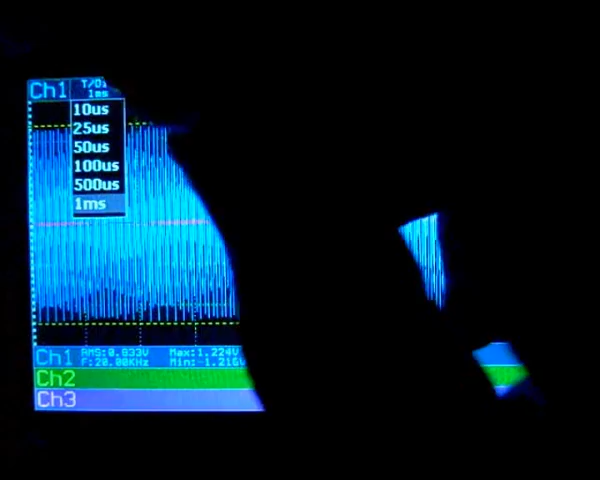 Ch1
1ms
10us
25us
50us
100us
500us
1ms
Ch1 RMS:0.833V Max:1.224V
F:20.00KHz Min:-1.216V
Ch2
Ch3